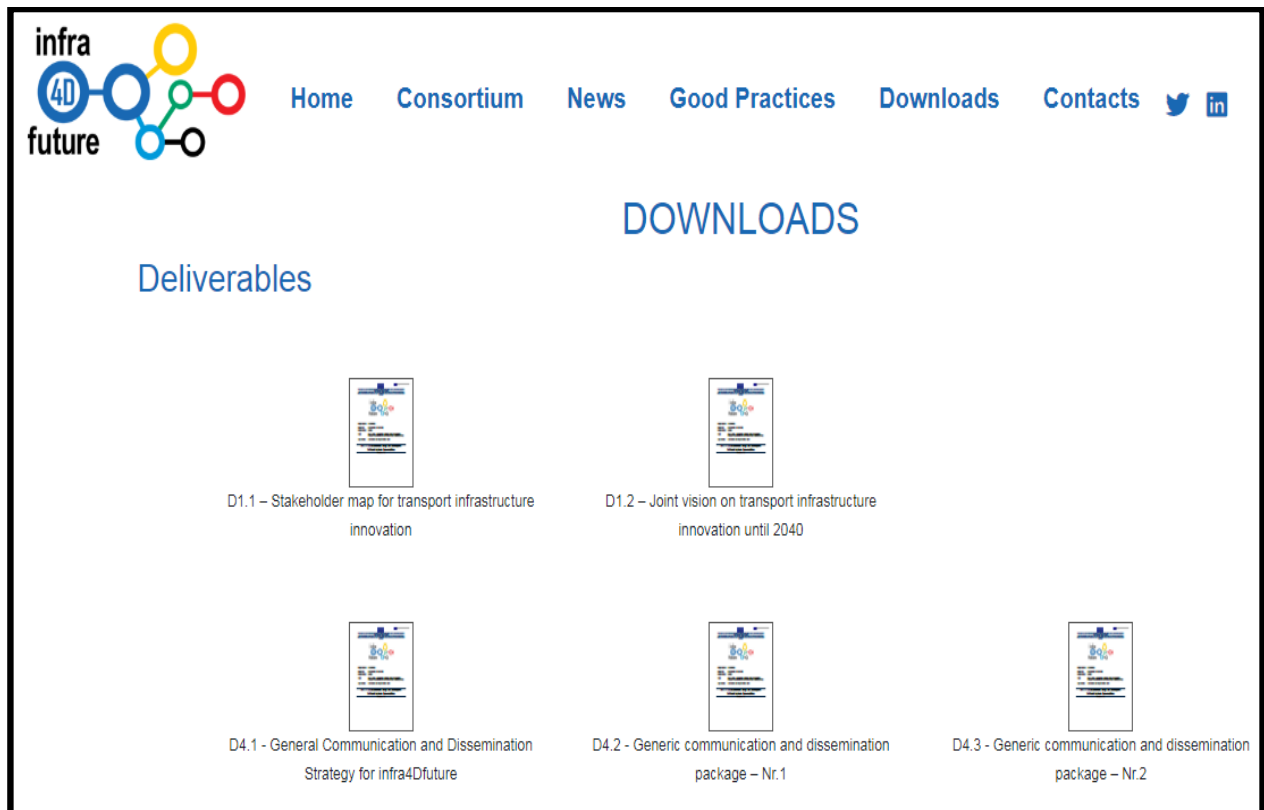 infra
4D
future
Home Consortium News Good Practices Downloads Contacts
in
DOWNLOADS
Deliverables
D1.1 – Stakeholder map for transport infrastructure
innovation
D1.2 – Joint vision on transport infrastructure
innovation until 2040
D4.1 - General Communication and Dissemination
Strategy for infra4Dfuture
D4.2 - Generic communication and dissemination
package – Nr.1
D4.3 - Generic communication and dissemination
package – Nr.2